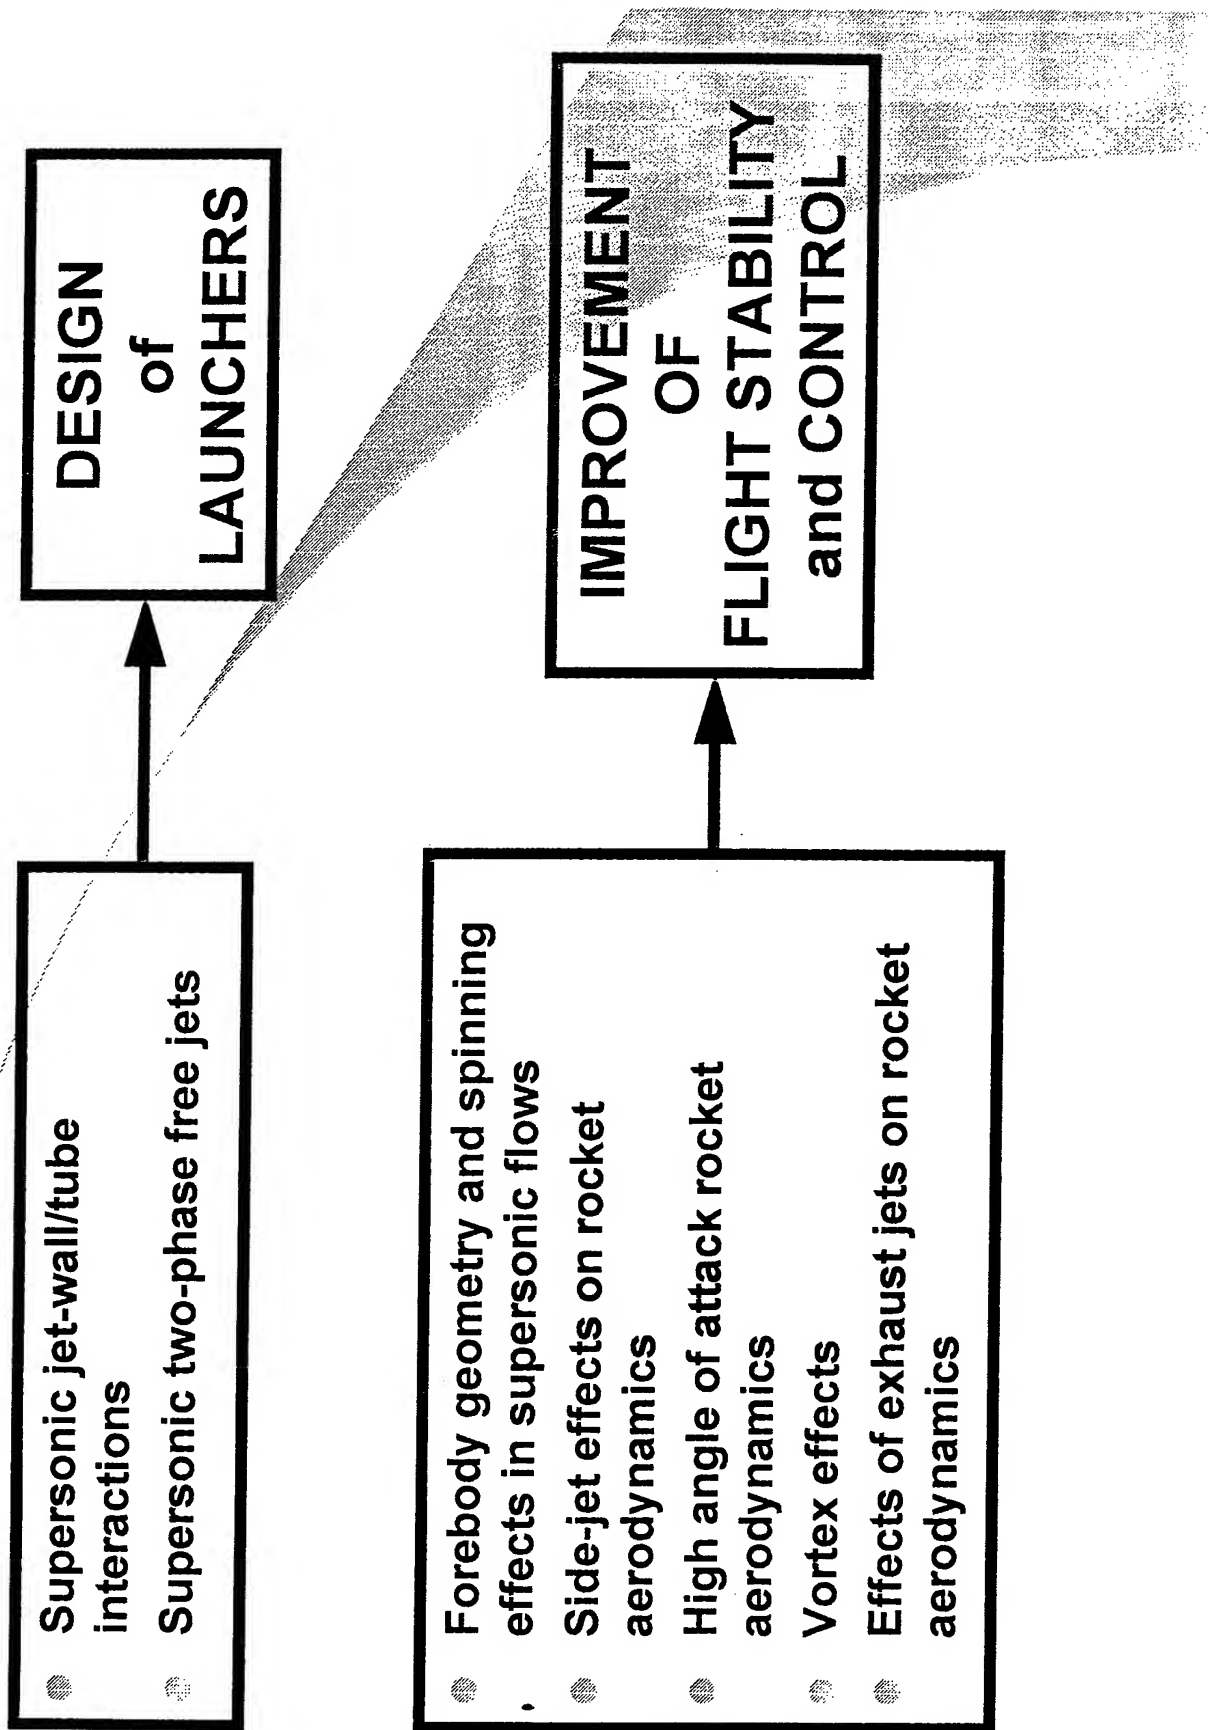 Supersonic jet-wall/tube
interactions
Supersonic two-phase free jets
DESIGN
of
LAUNCHERS
Forebody geometry and spinning
effects in supersonic flows
Side-jet effects on rocket
aerodynamics
High angle of attack rocket
aerodynamics
Vortex effects
Effects of exhaust jets on rocket
aerodynamics
IMPROVEMENT
OF
FLIGHT STABILITY
and CONTROL